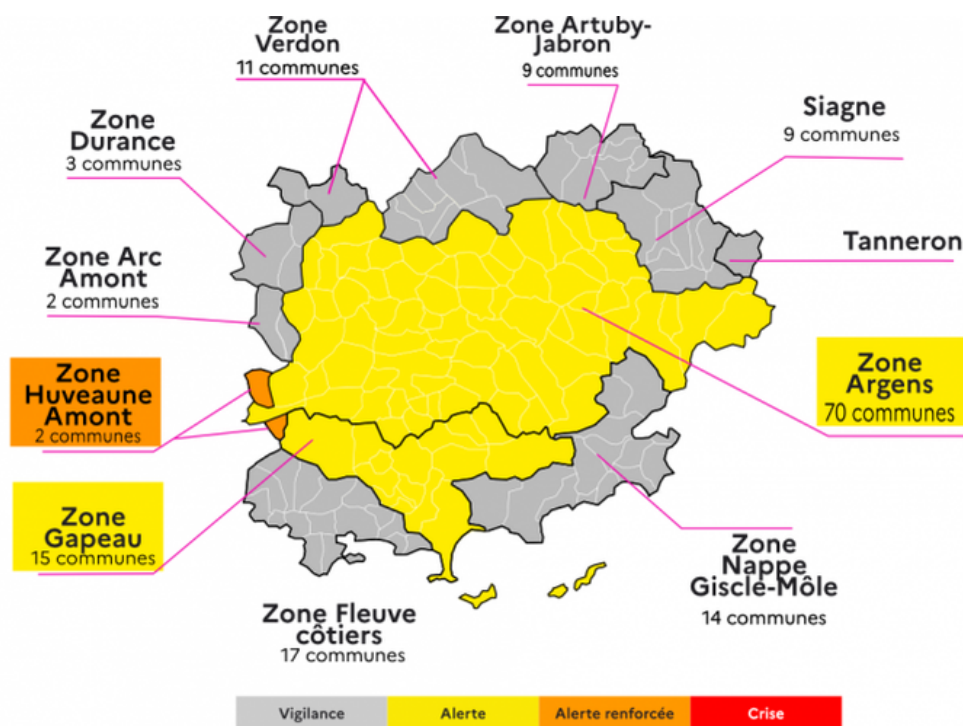 Zone
Verdon
11 communes
Zone Artuby-
Jabron
9 communes
Siagne
9 communes
Zone
Durance
3 communes
Tanneron
Zone Arc
Amont
2 communes
Zone
Huveaune
Amont
2 communes
Zone
Argens
70 communes
Zone
Gapeau
15 communes
Zone
Nappe
Giscle-Môle
14 communes
Zone Fleuve
côtiers
17 communes
Vigilance
Alerte
Alerte renforcée
Crise